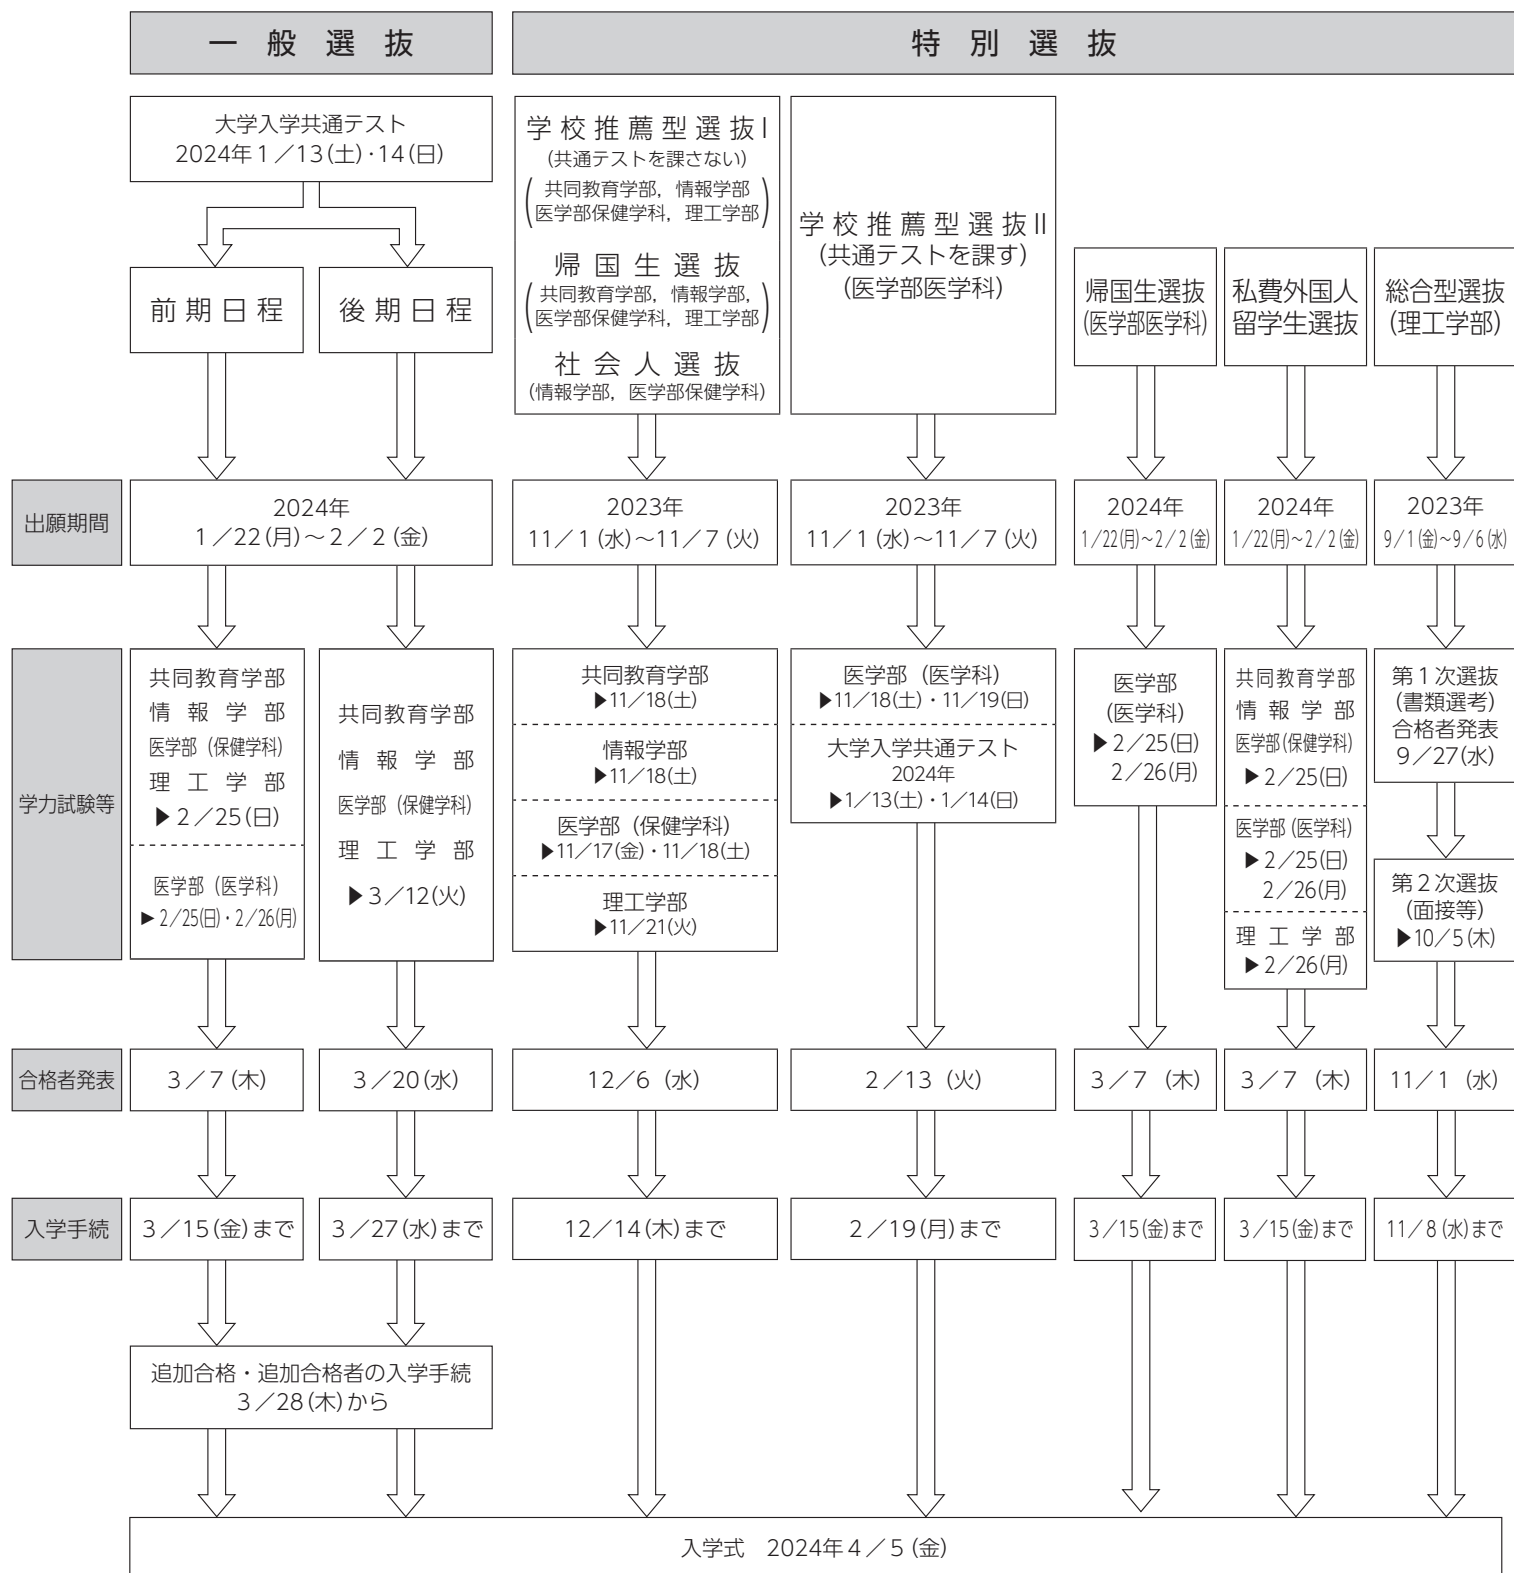 一般選抜
特別選抜
大学入学共通テスト
2024年1／13(土)・14(日)
前期日程
後期日程
学校推薦型選抜Ⅰ
(共通テストを課さない)
(共同教育学部，情報学部
医学部保健学科，理工学部)
帰国生選抜
(共同教育学部，情報学部，
医学部保健学科，理工学部)
社会人選抜
(情報学部，医学部保健学科)
学校推薦型選抜Ⅱ
(共通テストを課す)
(医学部医学科)
帰国生選抜
(医学部医学科)
私費外国人
留学生選抜
総合型選抜
(理工学部)
出願期間
2024年
1／22(月)～2／2(金)
2023年
11／1(水)～11／7(火)
2023年
11／1(水)～11／7(火)
2024年
1／22(月)～2／2(金)
2024年
1／22(月)～2／2(金)
2023年
9／1(金)～9／6(水)
学力試験等
共同教育学部
情報学部
医学部（保健学科）
理工学部
▶2／25(日)
医学部（医学科）
▶2／25(日)・2／26(月)
共同教育学部
情報学部
医学部（保健学科）
理工学部
▶3／12(火)
共同教育学部
▶11／18(土)
情報学部
▶11／18(土)
医学部（保健学科）
▶11／17(金)・11／18(土)
理工学部
▶11／21(火)
医学部（医学科）
▶11／18(土)・11／19(日)
大学入学共通テスト
2024年
▶1／13(土)・1／14(日)
医学部
(医学科)
▶2／25(日)
2／26(月)
共同教育学部
情報学部
医学部(保健学科)
▶2／25(日)
医学部(医学科)
▶2／25(日)
2／26(月)
理工学部
▶2／26(月)
第1次選抜
(書類選考)
合格者発表
9／27(水)
第2次選抜
(面接等)
▶10／5(木)
合格者発表
3／7(木)
3／20(水)
12／6(水)
2／13(火)
3／7(木)
3／7(木)
11／1(水)
入学手続
3／15(金)まで
3／27(水)まで
12／14(木)まで
2／19(月)まで
3／15(金)まで
3／15(金)まで
11／8(水)まで
追加合格・追加合格者の入学手続
3／28(木)から
入学式　2024年4／5(金)